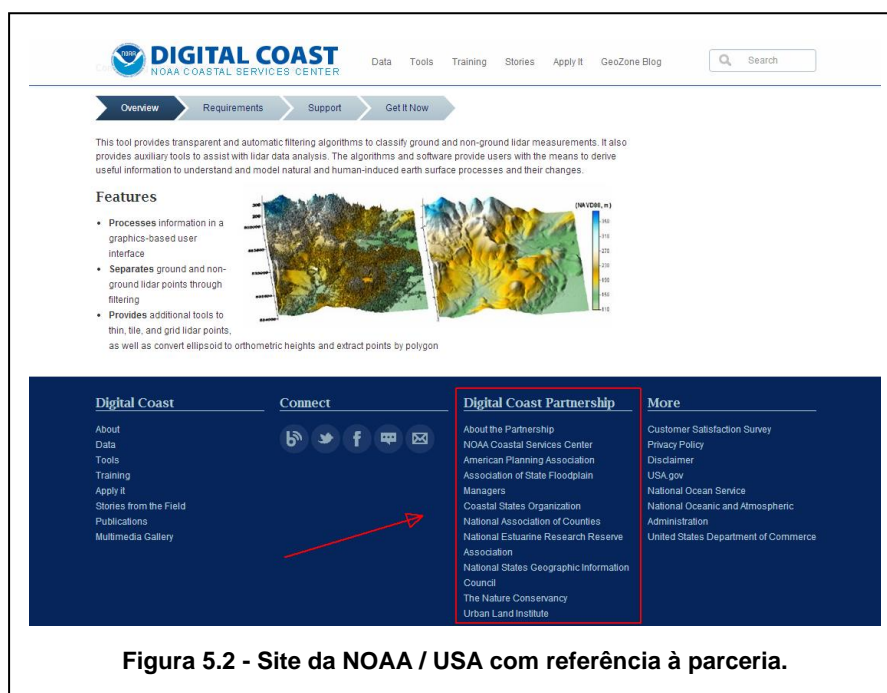 DIGITAL COAST
NOAA COASTAL SERVICES CENTER
Data Tools Training Stories Apply It GeoZone Blog
Search
Overview Requirements Support Get It Now
This tool provides transparent and automatic filtering algorithms to classify ground and non-ground lidar measurements. It also
provides auxiliary tools to assist with lidar data analysis. The algorithms and software provide users with the means to derive
useful information to understand and model natural and human-induced earth surface processes and their changes.
Features
• Processes information in a
graphics-based user
interface
• Separates ground and non-
ground lidar points through
filtering
• Provides additional tools to
thin, tile, and grid lidar points,
as well as convert ellipsoid to orthometric heights and extract points by polygon
(NAVD88, m)
Digital Coast
About
Data
Tools
Training
Apply it
Stories from the Field
Publications
Multimedia Gallery
Connect
Digital Coast Partnership
About the Partnership
NOAA Coastal Services Center
American Planning Association
Association of State Floodplain
Managers
Coastal States Organization
National Association of Counties
National Estuarine Research Reserve
Association
National States Geographic Information
Council
The Nature Conservancy
Urban Land Institute
More
Customer Satisfaction Survey
Privacy Policy
Disclaimer
USA.gov
National Ocean Service
National Oceanic and Atmospheric
Administration
United States Department of Commerce
Figura 5.2 - Site da NOAA / USA com referência à parceria.